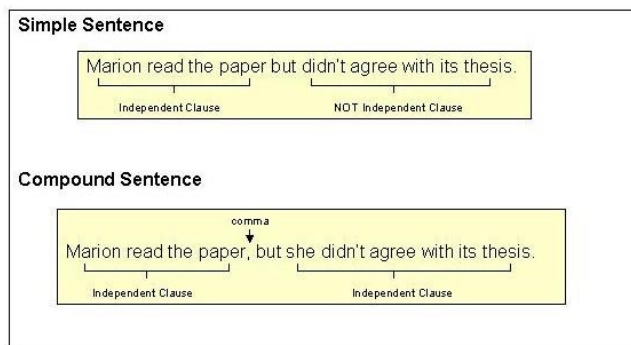 Simple Sentence
Marion read the paper but didn't agree with its thesis.
Independent Clause NOT Independent Clause
Compound Sentence
comma
Marion read the paper, but she didn't agree with its thesis.
Independent Clause Independent Clause